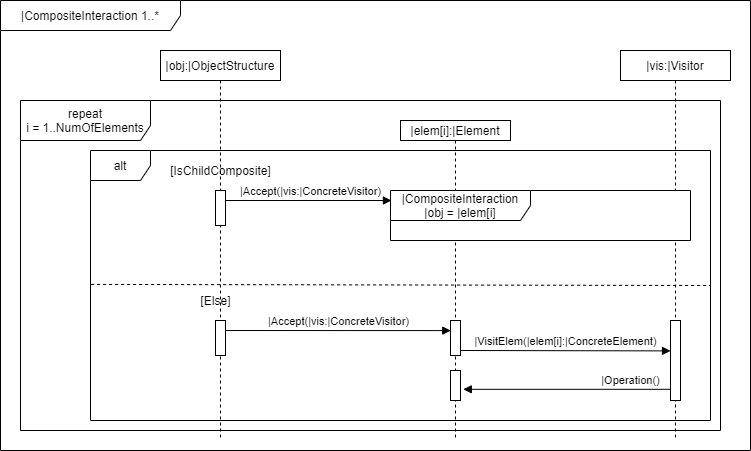 |CompositeInteraction 1..*
|obj:|ObjectStructure
|vis:|Visitor
repeat
i = 1..NumOfElements
|elem[i]:|Element
alt
[IsChildComposite]
|Accept(|vis:|ConcreteVisitor)
|CompositeInteraction
|obj = |elem[i]
[Else]
|Accept(|vis:|ConcreteVisitor)
|VisitElem(|elem[i]:|ConcreteElement)
|Operation()